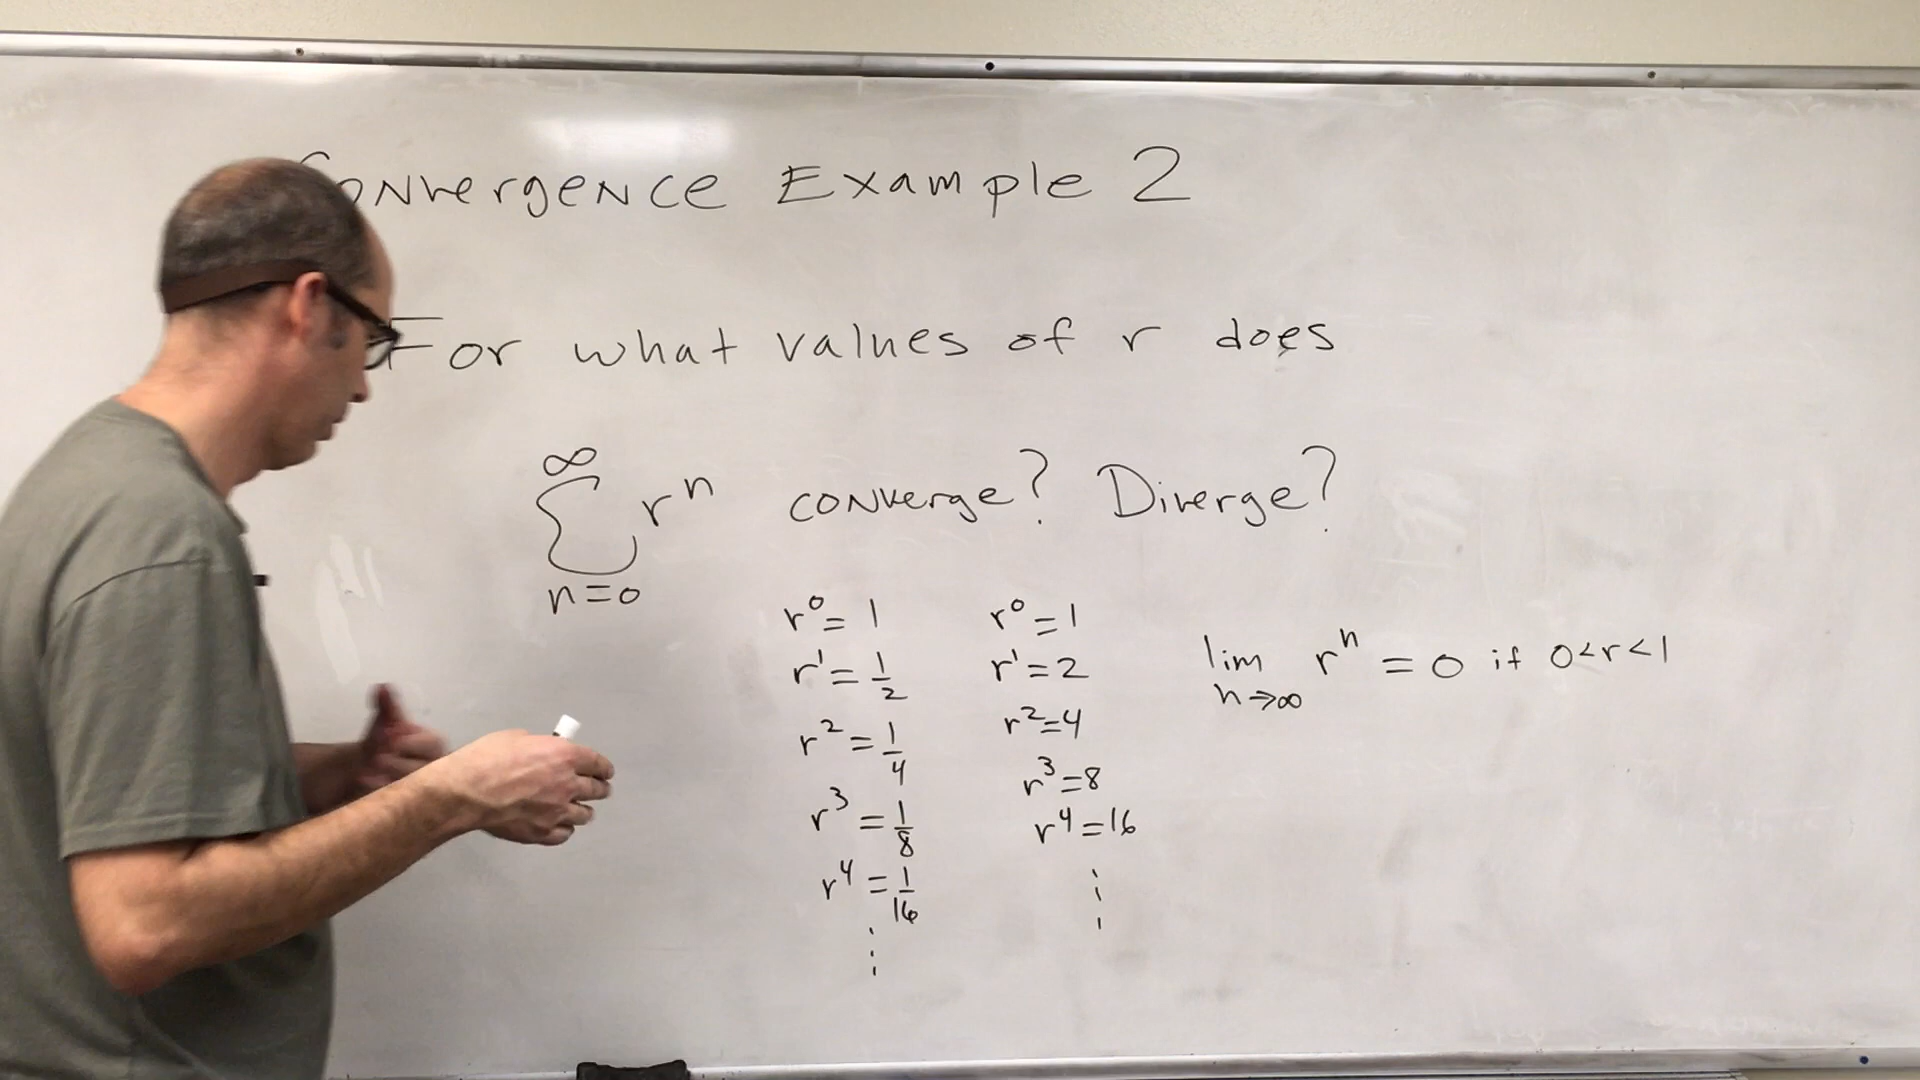 Convergence Example 2
For what values of r does
∞
∑ rⁿ converge? Diverge?
n=0
r⁰ = 1
r¹ = 1/2
r² = 1/4
r³ = 1/8
r⁴ = 1/16
⋮
r⁰ = 1
r¹ = 2
r² = 4
r³ = 8
r⁴ = 16
⋮
lim rⁿ = 0 if 0<r<1
n→∞